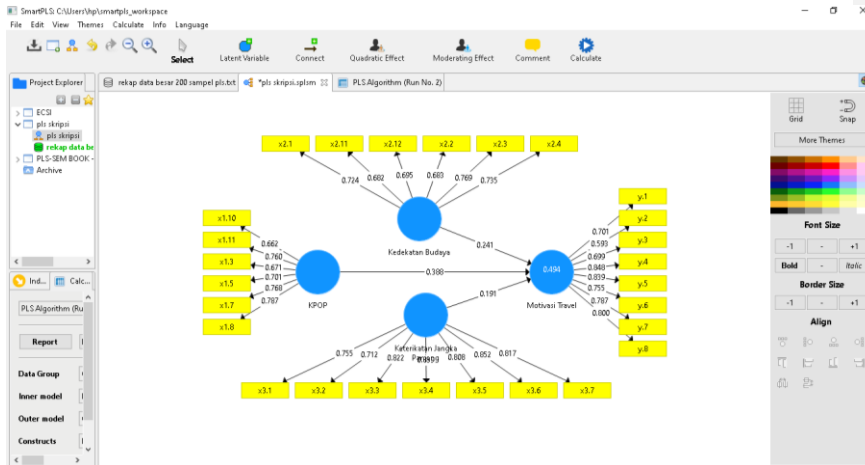 SmartPLS: C:\Users\hp\smartpls_workspace
File Edit View Themes Calculate Info Language
Select
Latent Variable
Connect
Quadratic Effect
Moderating Effect
Comment
Calculate
Project Explorer
rekap data besar 200 sampel pls.txt
*pls skripsi.splsm
PLS Algorithm (Run No. 2)
ECSI
pls skripsi
pls skripsi
rekap data be
PLS-SEM BOOK -
Archive
Ind...
Calc...
PLS Algorithm (Ru
Report
Data Group
Inner model
Outer model
Constructs
x2.1 x2.11 x2.12 x2.2 x2.3 x2.4
0.724 0.682 0.695 0.683 0.769 0.735
Kedekatan Budaya
x1.10
x1.11
x1.3
x1.5
x1.7
x1.8
0.662
0.760
0.671
0.701
0.768
0.787
KPOP
0.241
0.388
0.191
0.494
Motivasi Travel
0.701
0.593
0.699
0.848
0.839
0.755
0.787
0.800
y.1
y.2
y.3
y.4
y.5
y.6
y.7
y.8
Katerikatan Jangka
0.755 0.712 0.822 0.808 0.852 0.817
x3.1 x3.2 x3.3 x3.4 x3.5 x3.6 x3.7
Grid
Snap
More Themes
Font Size
-1 - +1
Bold - Italic
Border Size
-1 - +1
Align